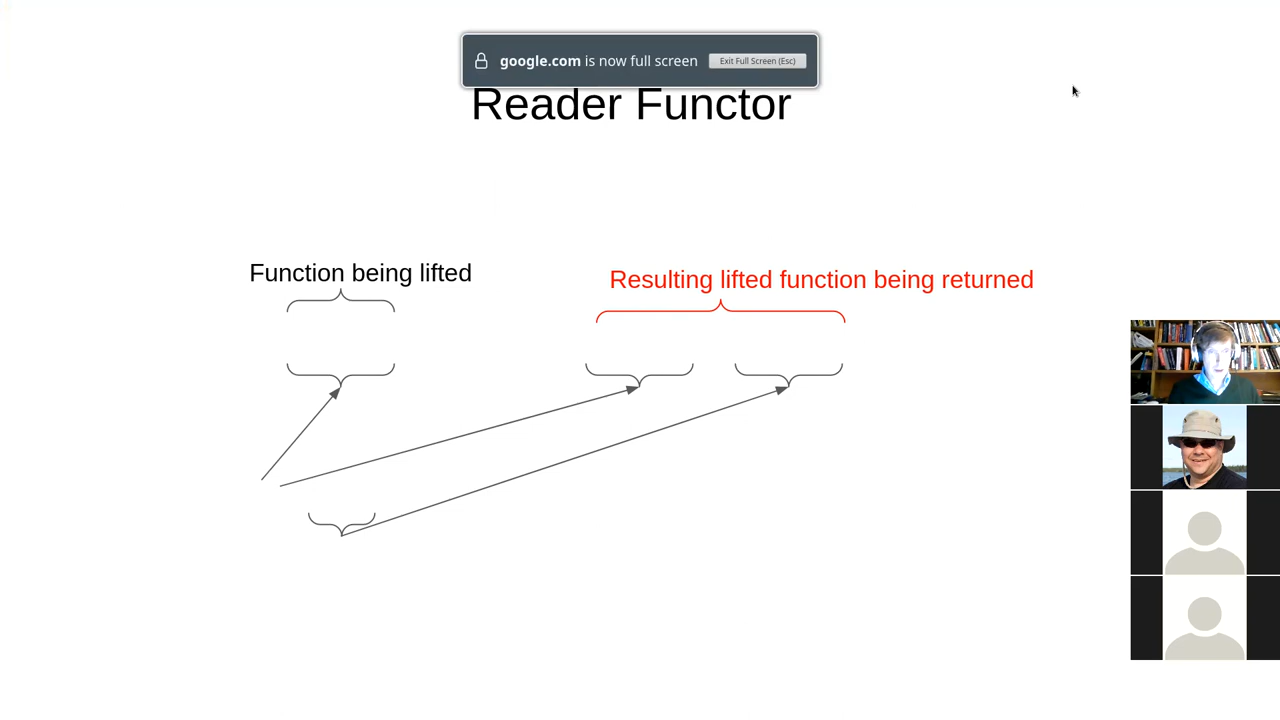 google.com is now full screen
Exit Full Screen (Esc)
Reader Functor
Function being lifted
Resulting lifted function being returned